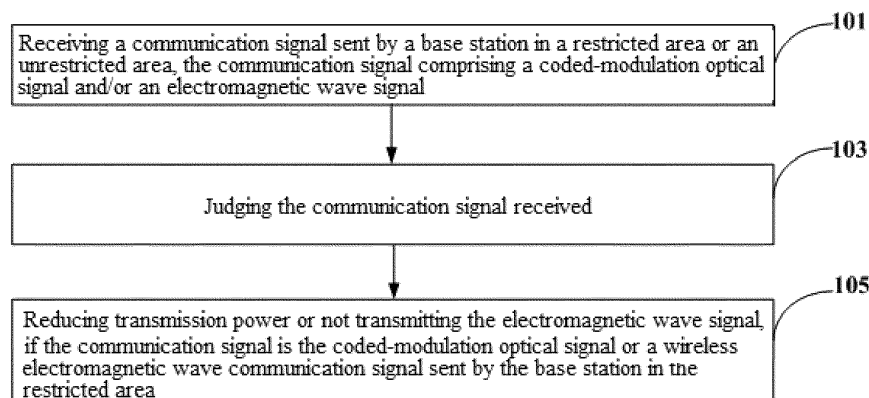 101
Receiving a communication signal sent by a base station in a restricted area or an
unrestricted area, the communication signal comprising a coded-modulation optical
signal and/or an electromagnetic wave signal
103
Judging the communication signal received
105
Reducing transmission power or not transmitting the electromagnetic wave signal,
if the communication signal is the coded-modulation optical signal or a wireless
electromagnetic wave communication signal sent by the base station in the
restricted area